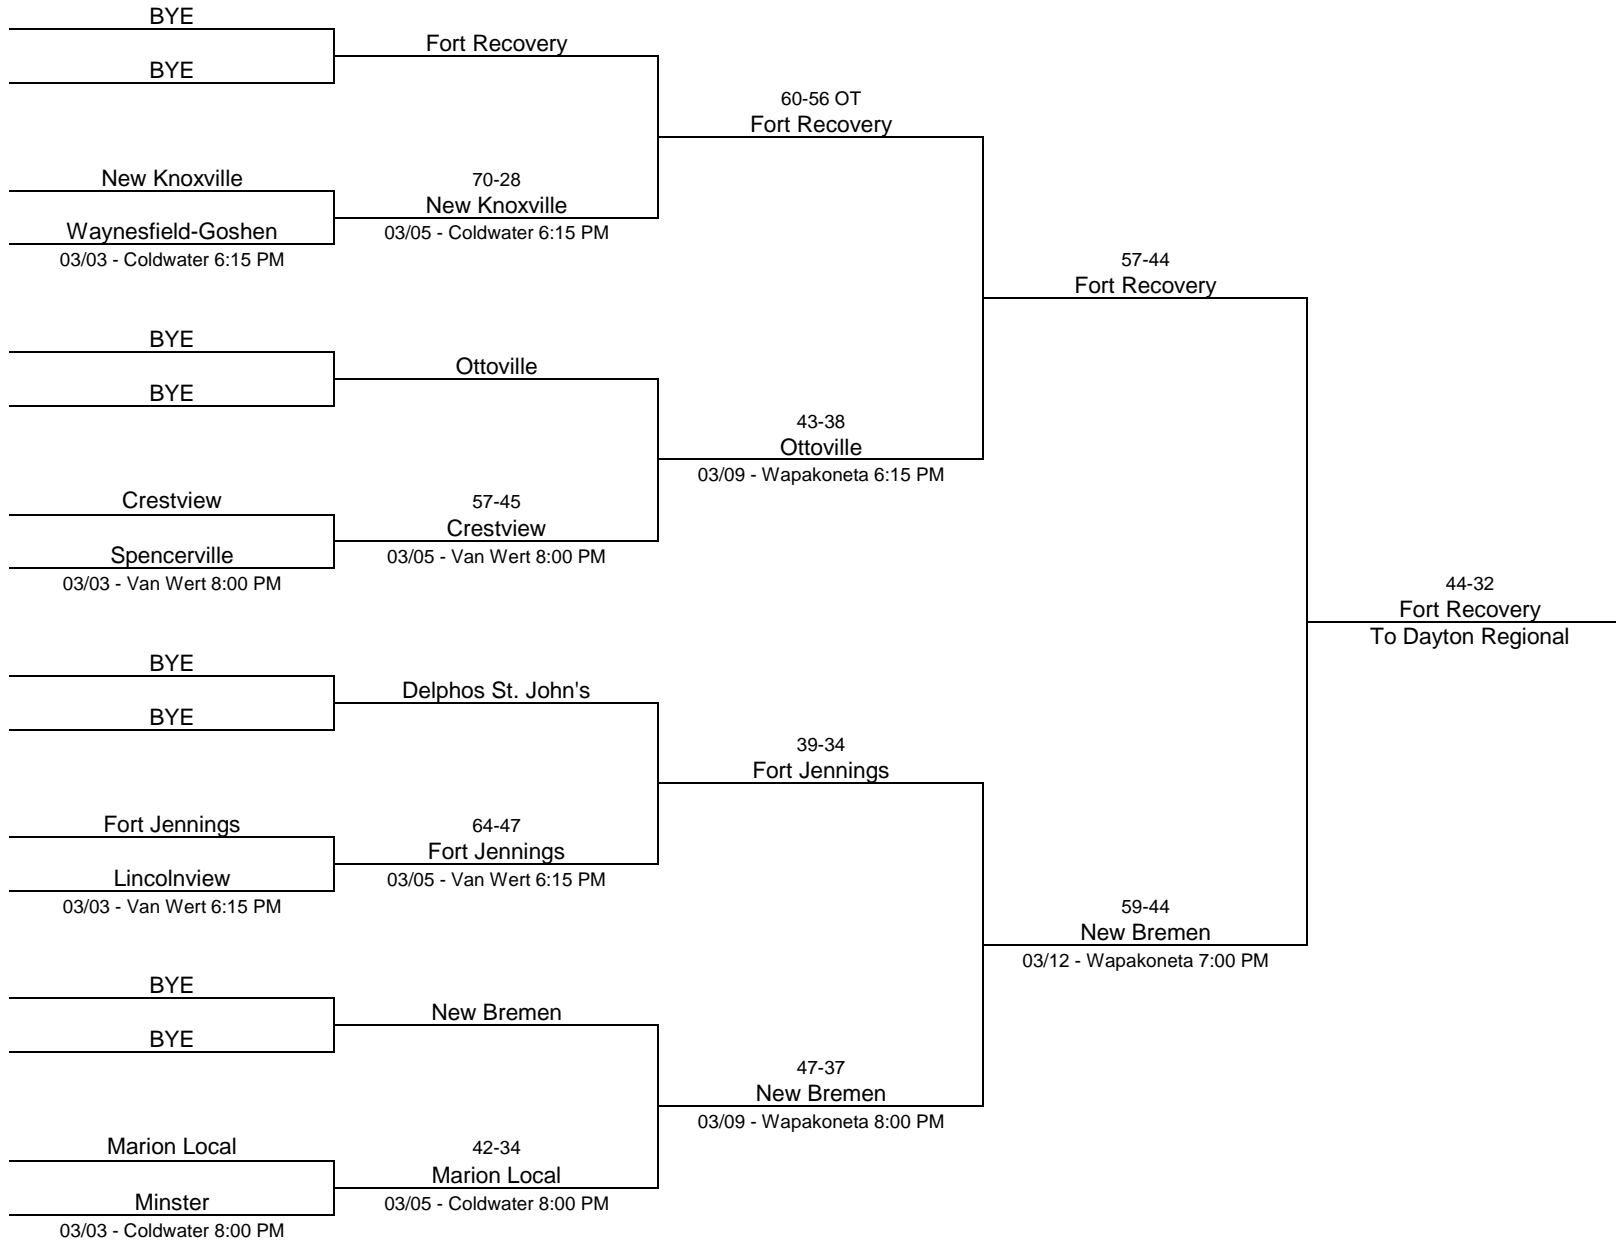 BYE
BYE
Fort Recovery
New Knoxville
Waynesfield-Goshen
03/03 - Coldwater 6:15 PM
70-28
New Knoxville
03/05 - Coldwater 6:15 PM
60-56 OT
Fort Recovery
BYE
BYE
Ottoville
Crestview
Spencerville
03/03 - Van Wert 8:00 PM
57-45
Crestview
03/05 - Van Wert 8:00 PM
43-38
Ottoville
03/09 - Wapakoneta 6:15 PM
57-44
Fort Recovery
BYE
BYE
Delphos St. John's
Fort Jennings
Lincolnview
03/03 - Van Wert 6:15 PM
64-47
Fort Jennings
03/05 - Van Wert 6:15 PM
39-34
Fort Jennings
BYE
BYE
New Bremen
Marion Local
Minster
03/03 - Coldwater 8:00 PM
42-34
Marion Local
03/05 - Coldwater 8:00 PM
47-37
New Bremen
03/09 - Wapakoneta 8:00 PM
59-44
New Bremen
03/12 - Wapakoneta 7:00 PM
44-32
Fort Recovery
To Dayton Regional